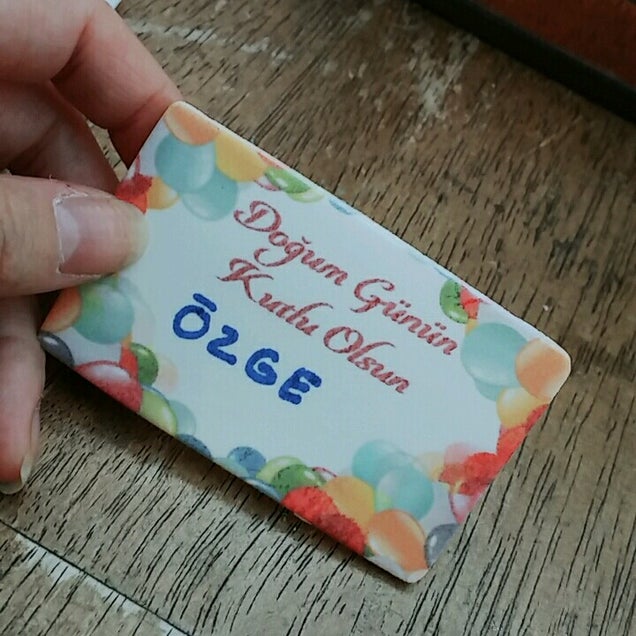 Doğum Günün
Kutlu Olsun
ÖZGE